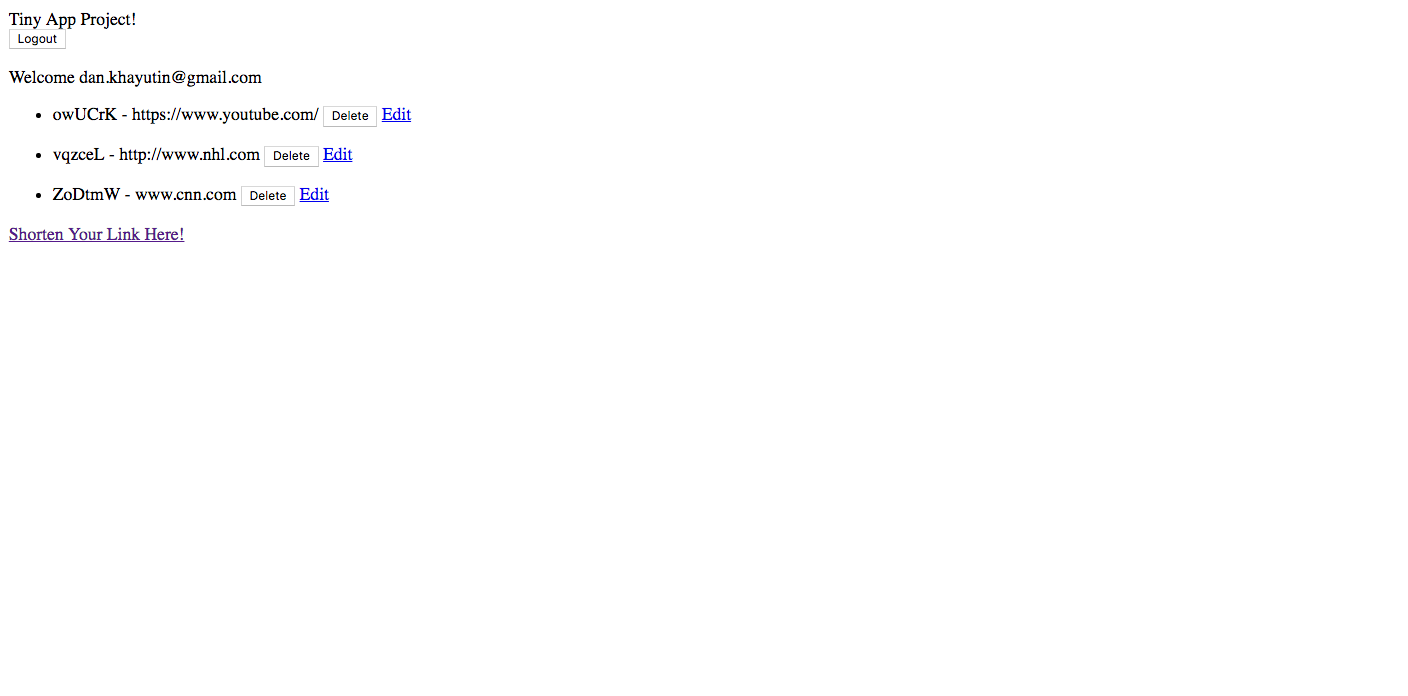 Tiny App Project!
Logout
Welcome dan.khayutin@gmail.com
owUCrK - https://www.youtube.com/ Delete Edit
vqzceL - http://www.nhl.com Delete Edit
ZoDtmW - www.cnn.com Delete Edit
Shorten Your Link Here!